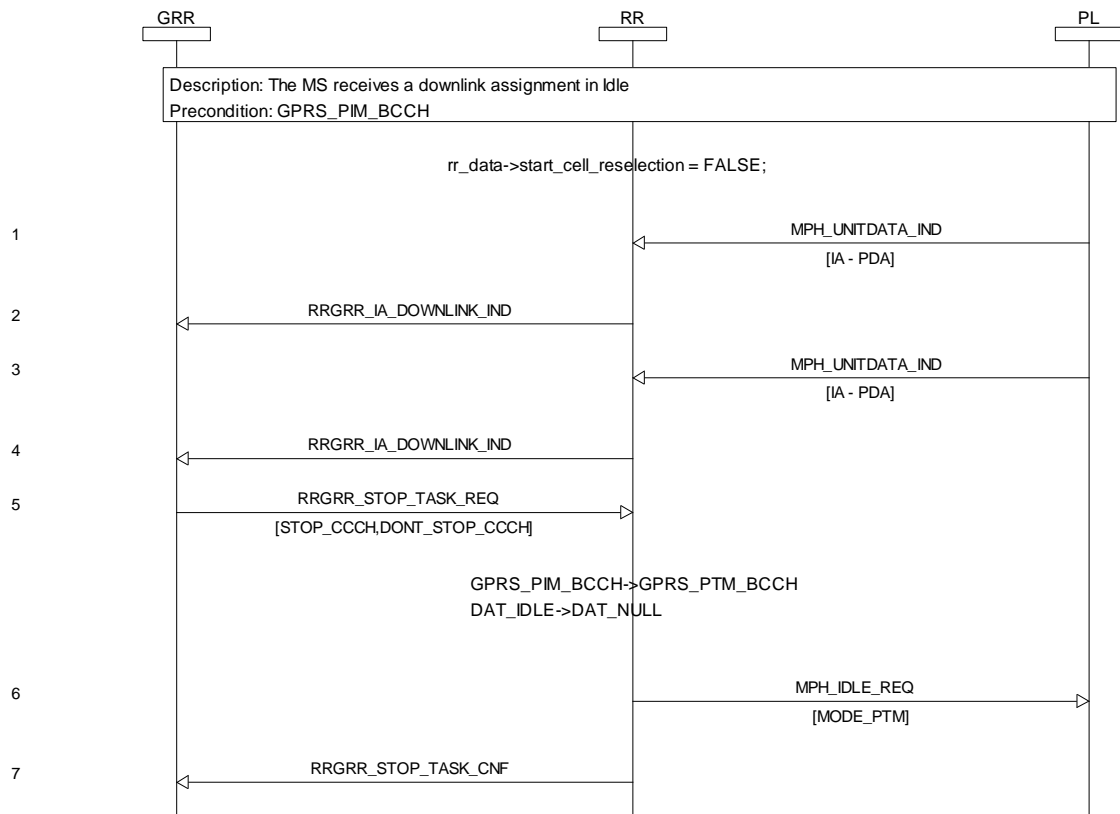 GRR RR PL
Description: The MS receives a downlink assignment in Idle
Precondition: GPRS_PIM_BCCH
rr_data->start_cell_reselection = FALSE;
1 MPH_UNITDATA_IND
[IA - PDA]
2 RRGRR_IA_DOWNLINK_IND
3 MPH_UNITDATA_IND
[IA - PDA]
4 RRGRR_IA_DOWNLINK_IND
5 RRGRR_STOP_TASK_REQ
[STOP_CCCH,DONT_STOP_CCCH]
GPRS_PIM_BCCH->GPRS_PTM_BCCH
DAT_IDLE->DAT_NULL
6 MPH_IDLE_REQ
[MODE_PTM]
7 RRGRR_STOP_TASK_CNF